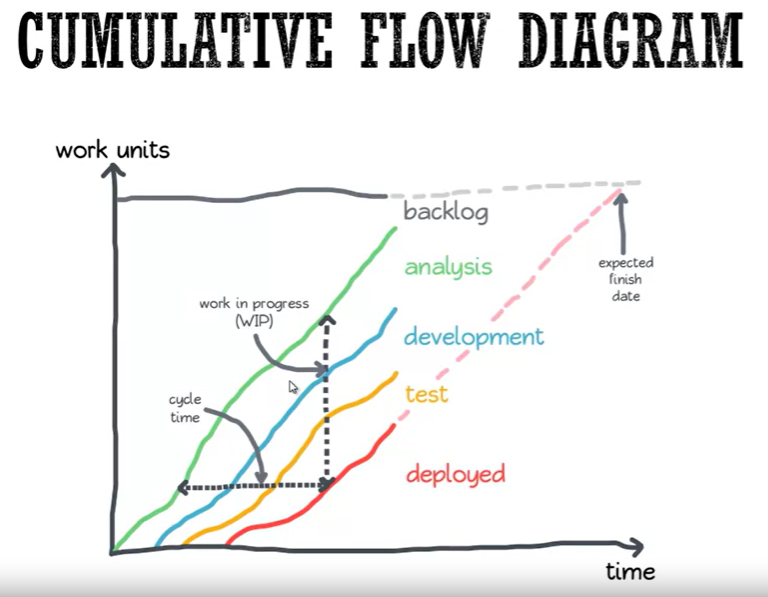 CUMULATIVE FLOW DIAGRAM
work units
backlog
analysis
expected
finish
date
work in progress
(WIP)
development
cycle
time
test
deployed
time